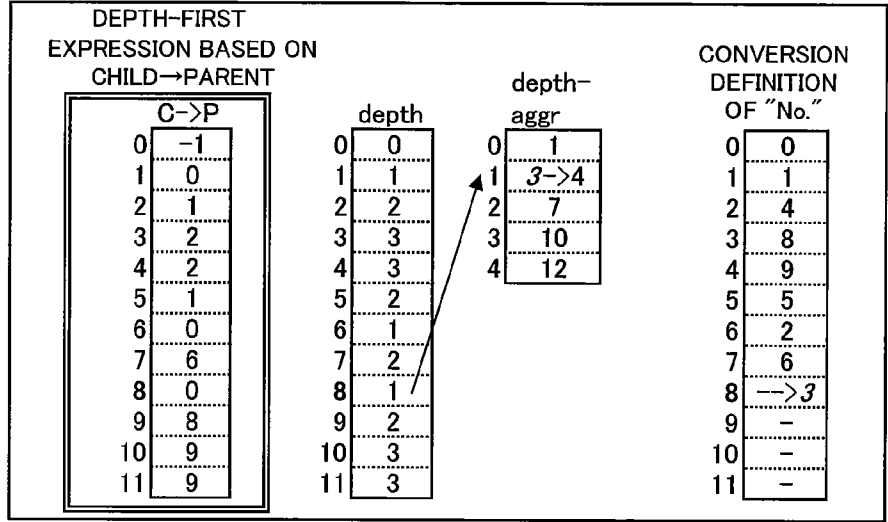 DEPTH-FIRST
EXPRESSION BASED ON
CHILD→PARENT
CONVERSION
DEFINITION
OF "No."
depth-
aggr
C->P
depth
0 -1 0 0 0 1 0 0
1 0 1 1 1 3->4 1 1
2 1 2 2 2 7 2 4
3 2 3 3 3 10 3 8
4 2 4 3 4 12 4 9
5 1 5 2 5 5
6 0 6 1 6 2
7 6 7 2 7 6
8 0 8 1 8 -->3
9 8 9 2 9 -
10 9 10 3 10 -
11 9 11 3 11 -